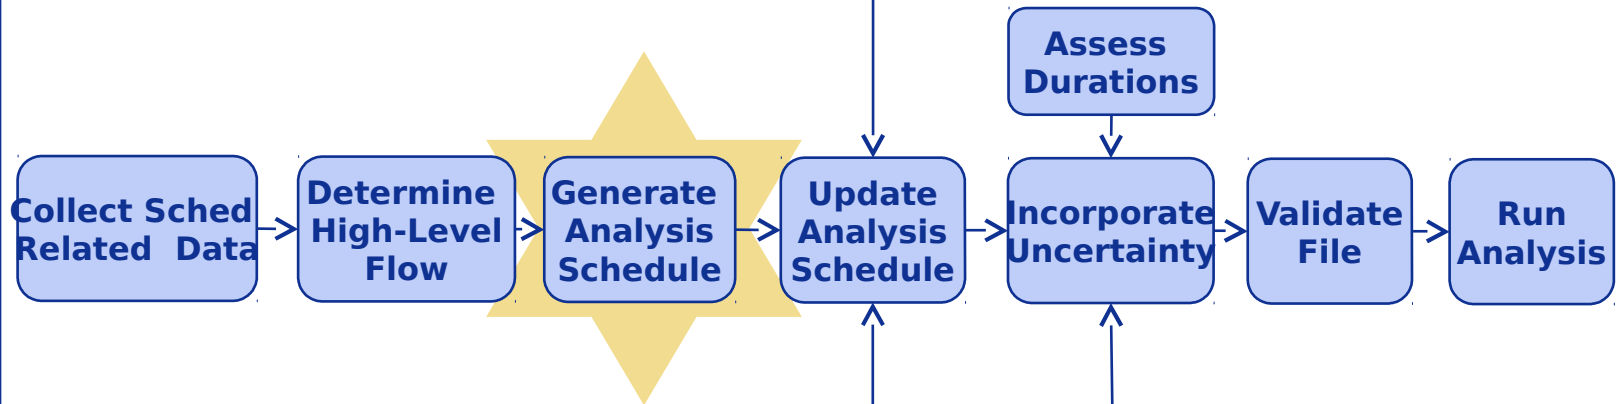 Assess
Durations
Collect Sched
Related Data
Determine
High-Level
Flow
Generate
Analysis
Schedule
Update
Analysis
Schedule
Incorporate
Uncertainty
Validate
File
Run
Analysis